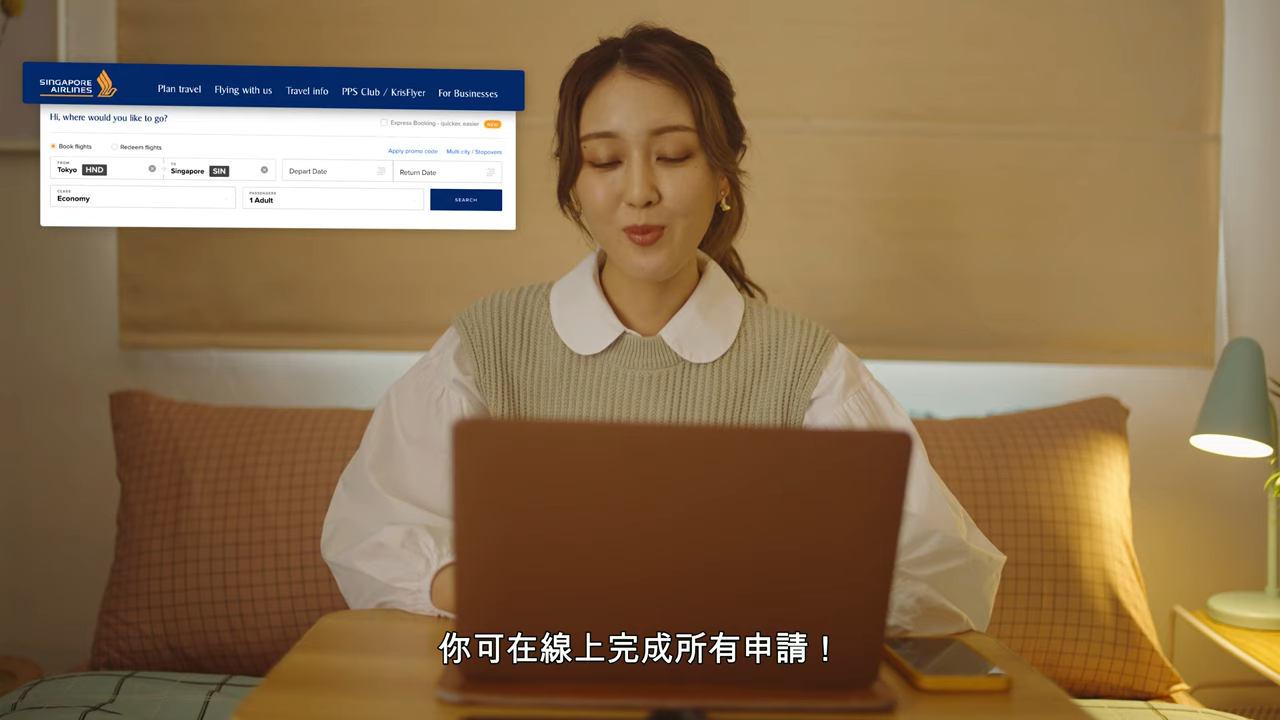 SINGAPORE AIRLINES
Plan travel Flying with us Travel info PPS Club / KrisFlyer For Businesses
Hi, where would you like to go?
Express Booking - quicker, easier NEW
Book flights Redeem flights
Apply promo code Multi city / Stopovers
FROM
Tokyo HND
TO
Singapore SIN
Depart Date
Return Date
CLASS
Economy
PASSENGERS
1 Adult
SEARCH
你可在線上完成所有申請！